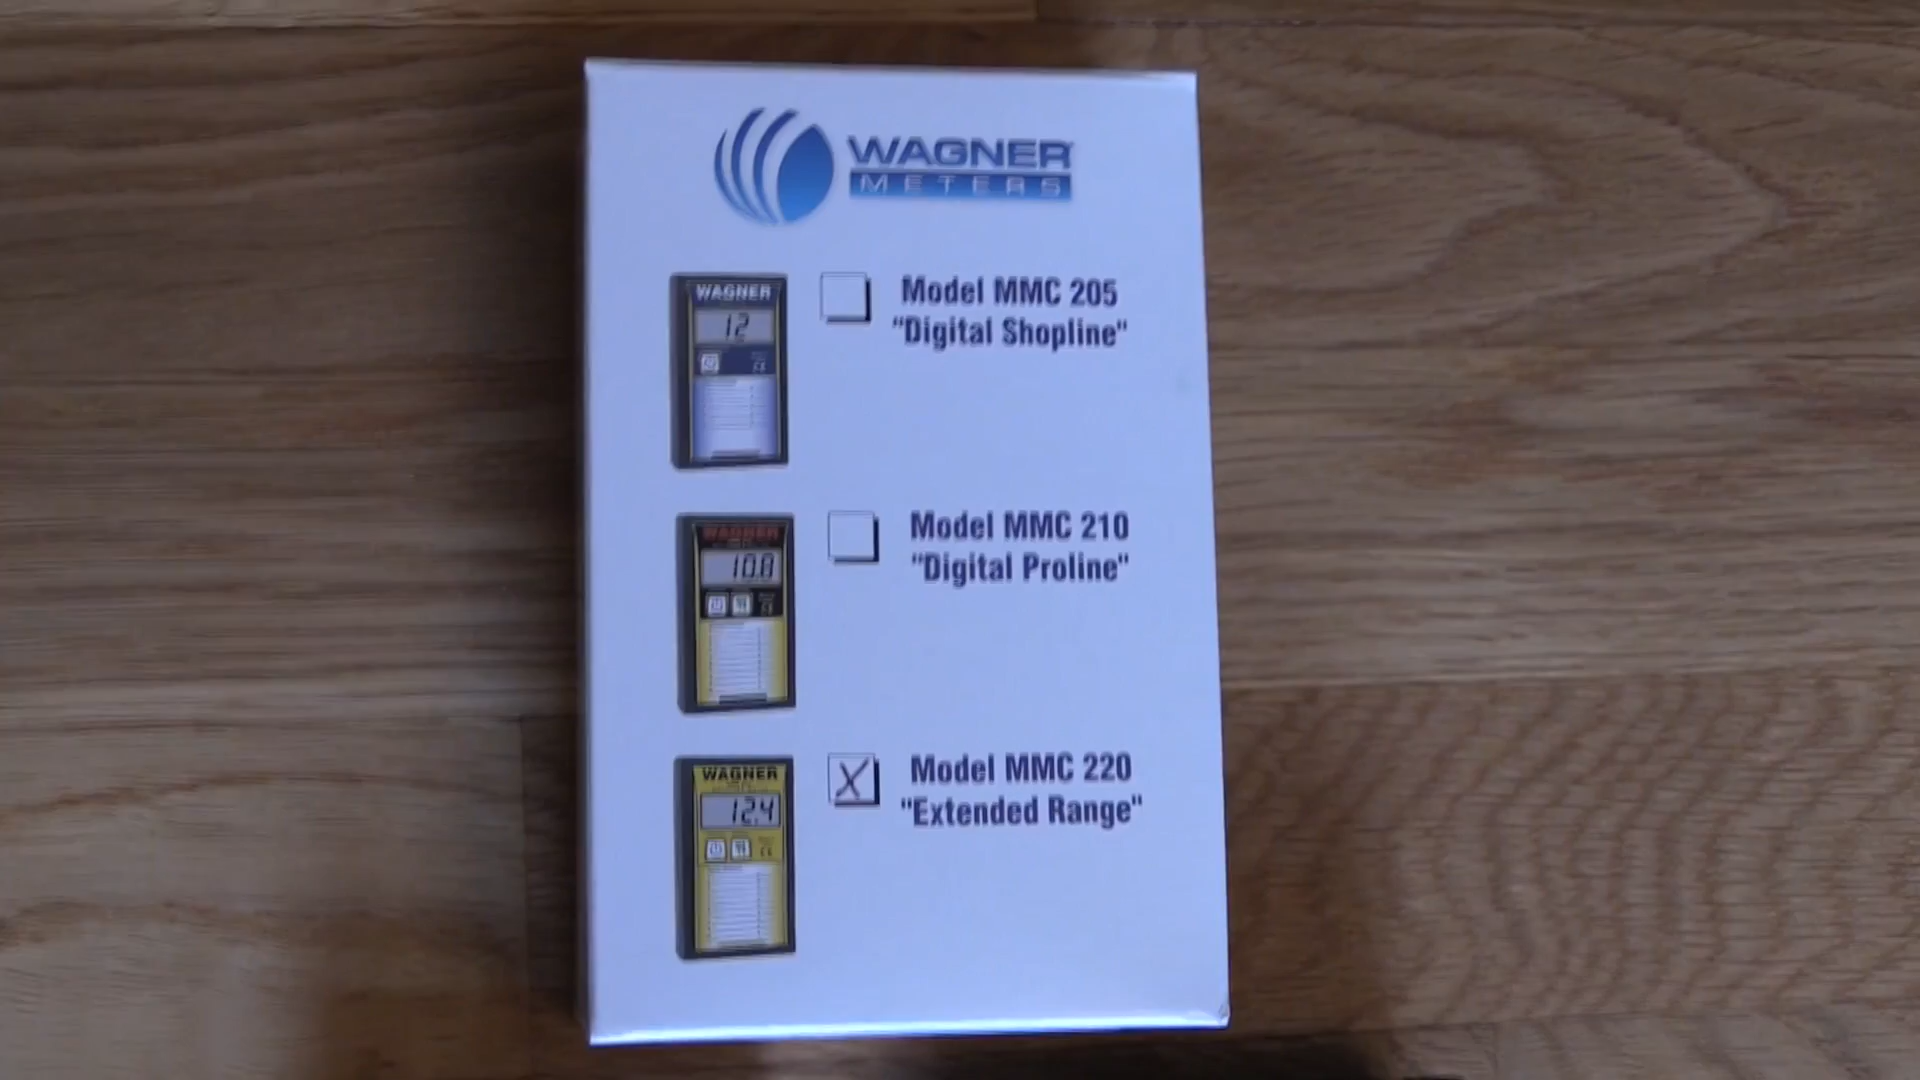 WAGNER
METERS
WAGNER
12
Model MMC 205
"Digital Shopline"
WAGNER
10.8
Model MMC 210
"Digital Proline"
WAGNER
12.4
X
Model MMC 220
"Extended Range"